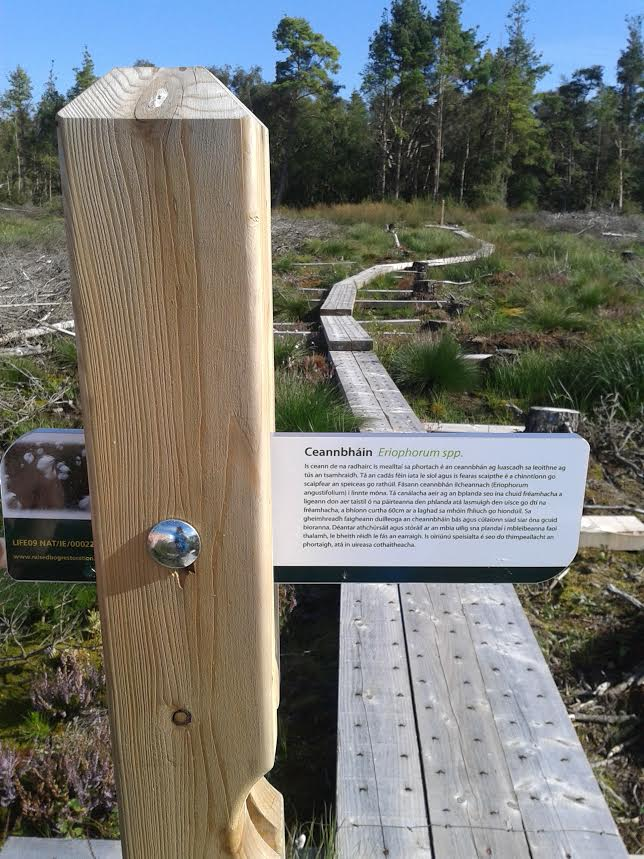 Ceannbháin Eriophorum spp.
Is ceann de na radhairc is mealltaí sa phortach é an ceannbhán ag luascadh sa leoithne ag
tús an tsamhraidh. Tá an cadás féin iata le síol agus is fearas scaipthe é a chinntíonn go
scaipfear an speiceas go rathúil. Fásann ceannbháin ilcheannach (Eriophorum
angustifolium) i linnte móna. Tá canálacha aeir ag an bplanda seo ina chuid fréamhacha a
ligeann don aer taistil ó na páirteanna den phlanda atá lasmuigh den uisce go dtí na
fréamhacha, a bhíonn curtha 60cm ar a laghad sa mhóin fhliuch go hiondúil. Sa
gheimhreadh faigheann duilleoga an cheannbháin bás agus cúlaíonn siad siar óna gcuid
bioranna. Déantar athchúrsáil agus stóráil ar an mbia uilig sna plandaí i mbleibeanna faoi
thalamh, le bheith réidh le fás an earraigh. Is oiriúnú speisialta é seo do thimpeallacht an
phortaigh, atá in uireasa cothaitheacha.
LIFE09 NAT/IE/00022
www.raisedbogrestoration.